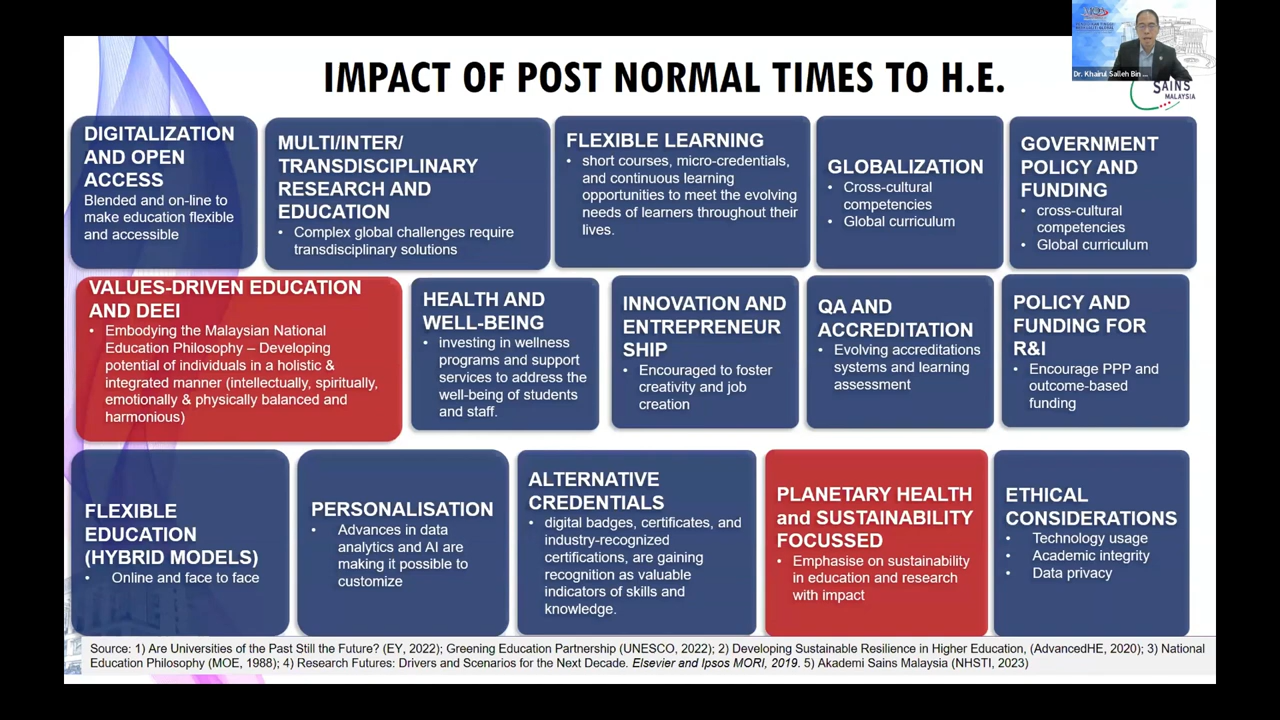 IMPACT OF POST NORMAL TIMES TO H.E.
Dr. Khairul Salleh Bin ...
SAINS
MALAYSIA
DIGITALIZATION
AND OPEN
ACCESS
Blended and on-line to
make education flexible
and accessible
MULTI/INTER/
TRANSDISCIPLINARY
RESEARCH AND
EDUCATION
• Complex global challenges require
transdisciplinary solutions
FLEXIBLE LEARNING
• short courses, micro-credentials,
and continuous learning
opportunities to meet the evolving
needs of learners throughout their
lives.
GLOBALIZATION
• Cross-cultural
competencies
• Global curriculum
GOVERNMENT
POLICY AND
FUNDING
• cross-cultural
competencies
• Global curriculum
VALUES-DRIVEN EDUCATION
AND DEEI
• Embodying the Malaysian National
Education Philosophy – Developing
potential of individuals in a holistic &
integrated manner (intellectually, spiritually,
emotionally & physically balanced and
harmonious)
HEALTH AND
WELL-BEING
• investing in wellness
programs and support
services to address the
well-being of students
and staff.
INNOVATION AND
ENTREPRENEUR
SHIP
• Encouraged to foster
creativity and job
creation
QA AND
ACCREDITATION
• Evolving accreditations
systems and learning
assessment
POLICY AND
FUNDING FOR
R&I
• Encourage PPP and
outcome-based
funding
FLEXIBLE
EDUCATION
(HYBRID MODELS)
• Online and face to face
PERSONALISATION
• Advances in data
analytics and AI are
making it possible to
customize
ALTERNATIVE
CREDENTIALS
• digital badges, certificates, and
industry-recognized
certifications, are gaining
recognition as valuable
indicators of skills and
knowledge.
PLANETARY HEALTH
and SUSTAINABILITY
FOCUSSED
• Emphasise on sustainability
in education and research
with impact
ETHICAL
CONSIDERATIONS
• Technology usage
• Academic integrity
• Data privacy
Source: 1) Are Universities of the Past Still the Future? (EY, 2022); Greening Education Partnership (UNESCO, 2022); 2) Developing Sustainable Resilience in Higher Education, (AdvancedHE, 2020); 3) National
Education Philosophy (MOE, 1988); 4) Research Futures: Drivers and Scenarios for the Next Decade. Elsevier and Ipsos MORI, 2019. 5) Akademi Sains Malaysia (NHSTI, 2023)